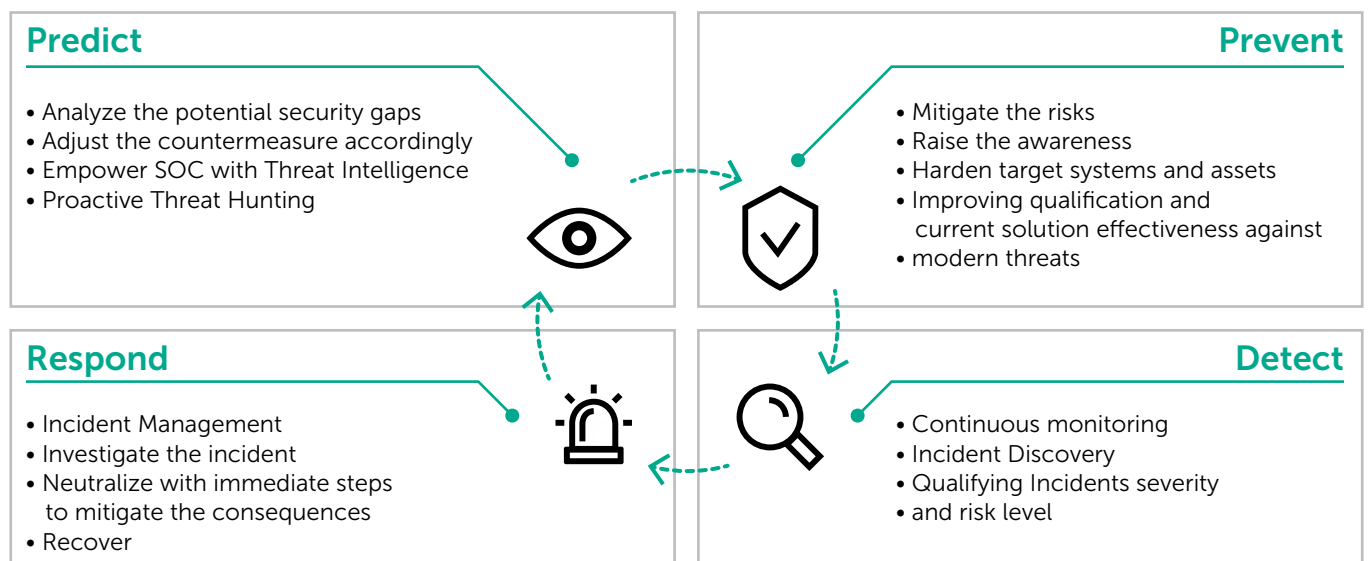 Predict
• Analyze the potential security gaps
• Adjust the countermeasure accordingly
• Empower SOC with Threat Intelligence
• Proactive Threat Hunting
Prevent
• Mitigate the risks
• Raise the awareness
• Harden target systems and assets
• Improving qualification and
current solution effectiveness against
• modern threats
Respond
• Incident Management
• Investigate the incident
• Neutralize with immediate steps
to mitigate the consequences
• Recover
Detect
• Continuous monitoring
• Incident Discovery
• Qualifying Incidents severity
• and risk level